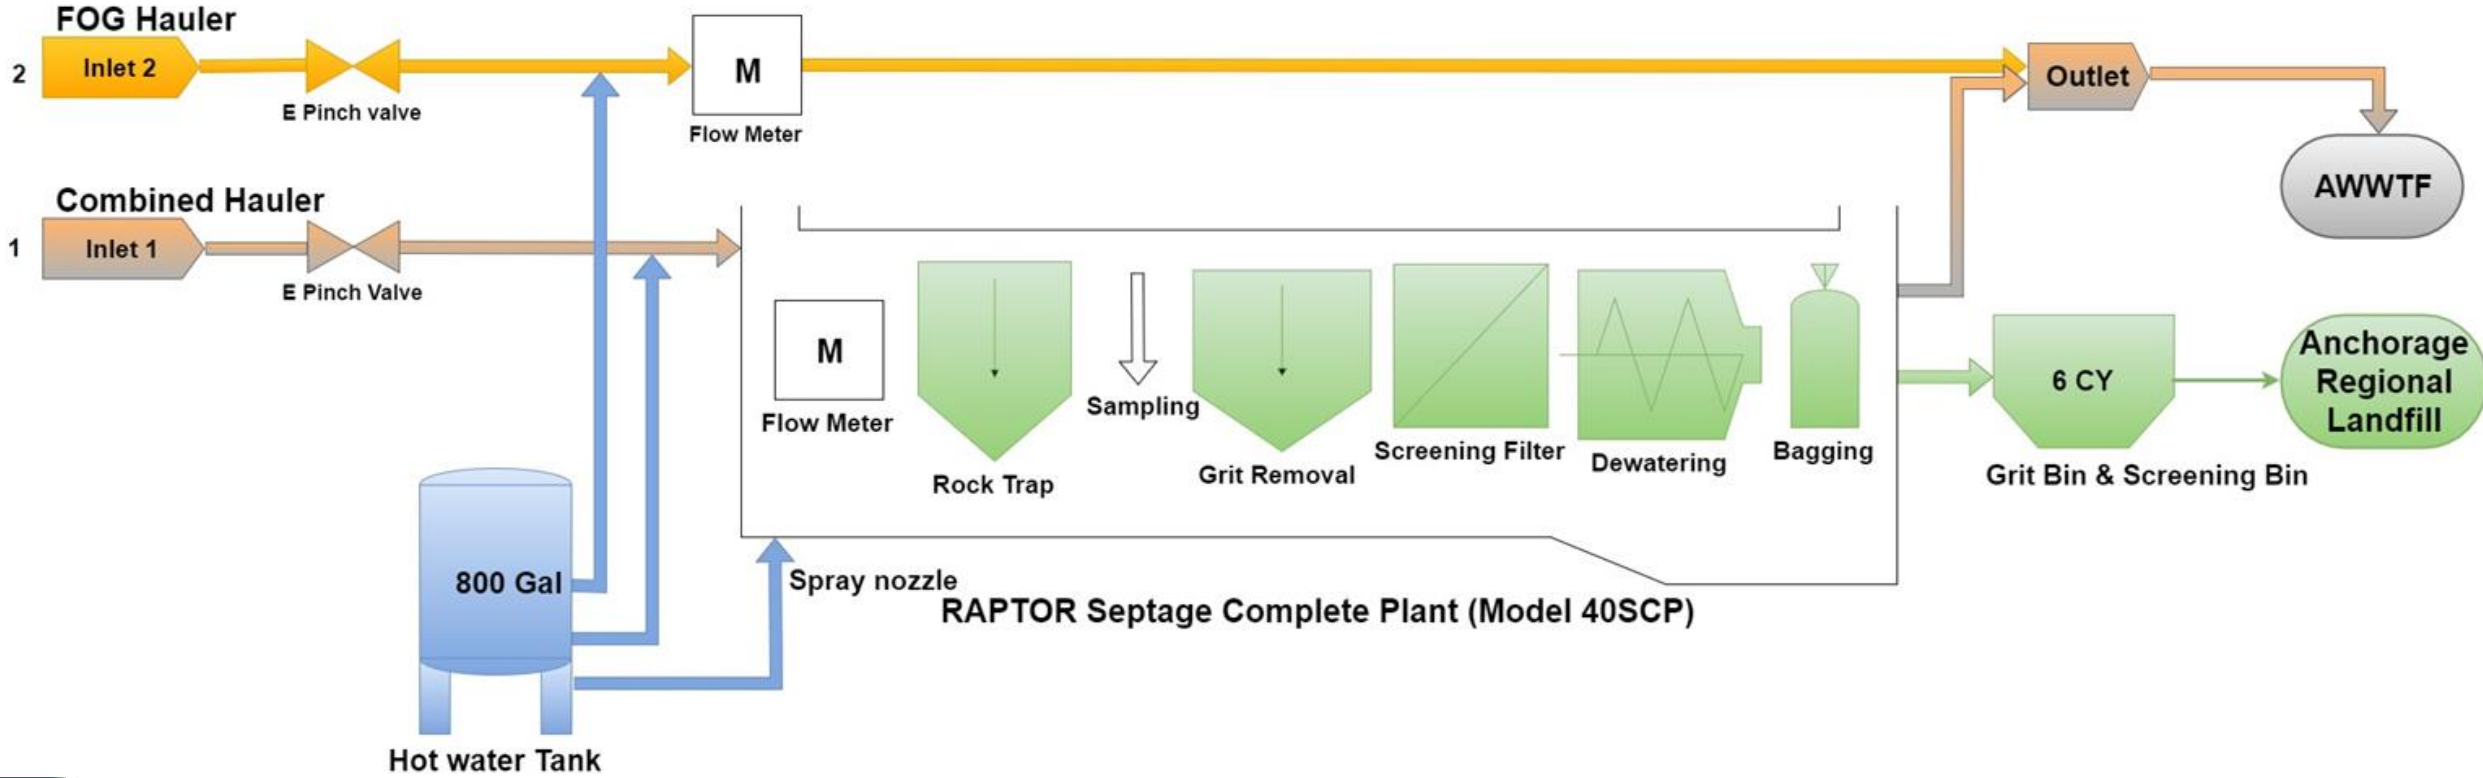 FOG Hauler
2
Inlet 2
E Pinch valve
M
Flow Meter
Outlet
AWWTF
Combined Hauler
1
Inlet 1
E Pinch Valve
M
Flow Meter
Rock Trap
Sampling
Grit Removal
Screening Filter
Dewatering
Bagging
6 CY
Grit Bin & Screening Bin
Anchorage
Regional
Landfill
800 Gal
Hot water Tank
Spray nozzle
RAPTOR Septage Complete Plant (Model 40SCP)